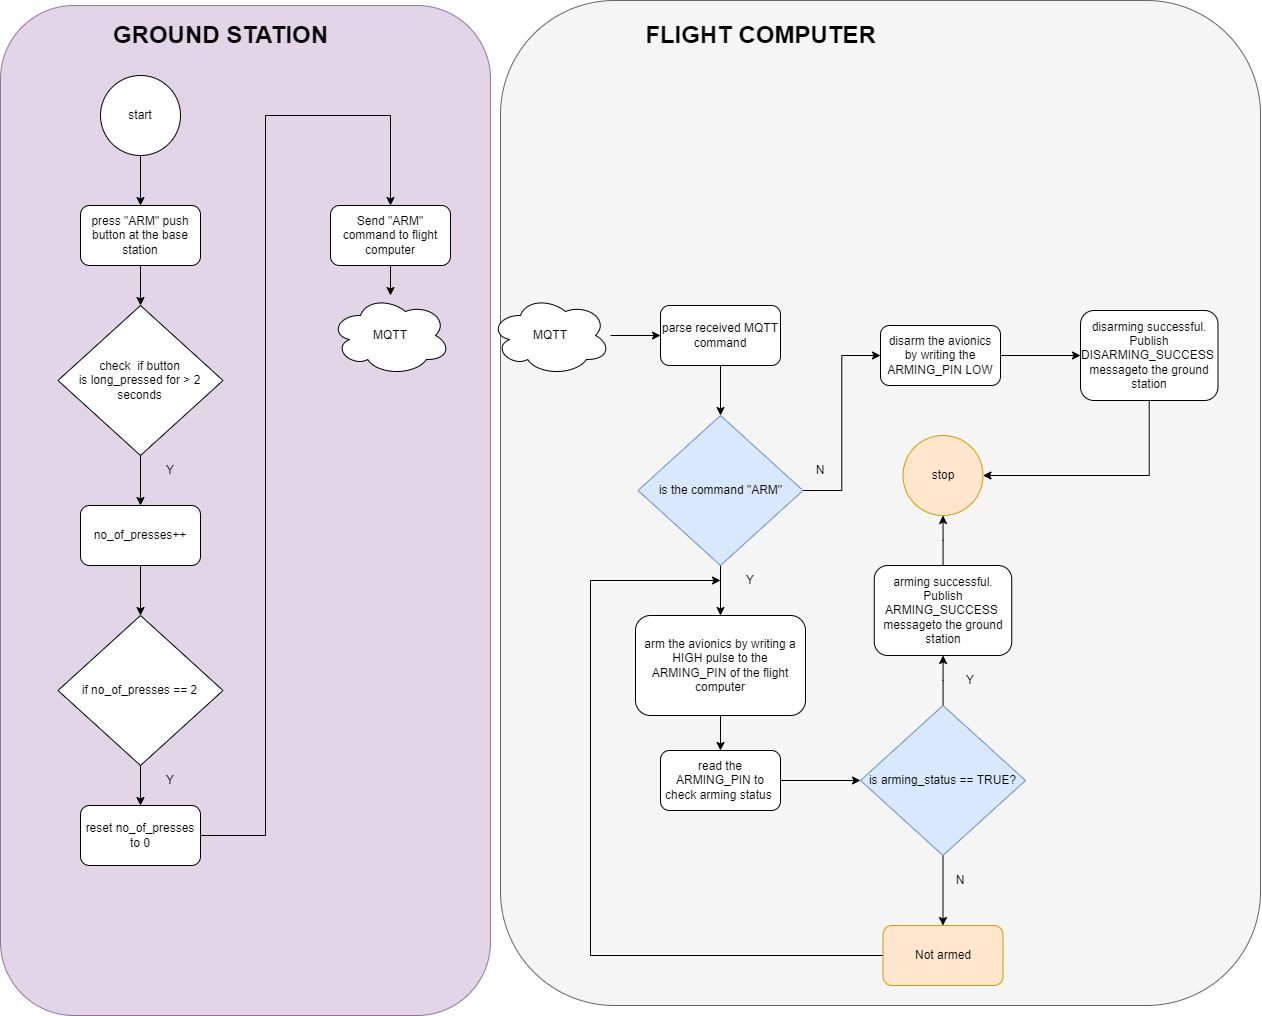 GROUND STATION
start
press "ARM" push
button at the base
station
check  if button
is long_pressed for > 2
seconds
Y
no_of_presses++
if no_of_presses == 2
Y
reset no_of_presses
to 0
Send "ARM"
command to flight
computer
MQTT
FLIGHT COMPUTER
MQTT
parse received MQTT
command
is the command "ARM"
N
disarm the avionics
by writing the
ARMING_PIN LOW
disarming successful.
Publish
DISARMING_SUCCESS
messageto the ground
station
stop
Y
arm the avionics by writing a
HIGH pulse to the
ARMING_PIN of the flight
computer
read the
ARMING_PIN to
check arming status
is arming_status == TRUE?
Y
arming successful.
Publish
ARMING_SUCCESS
messageto the ground
station
N
Not armed